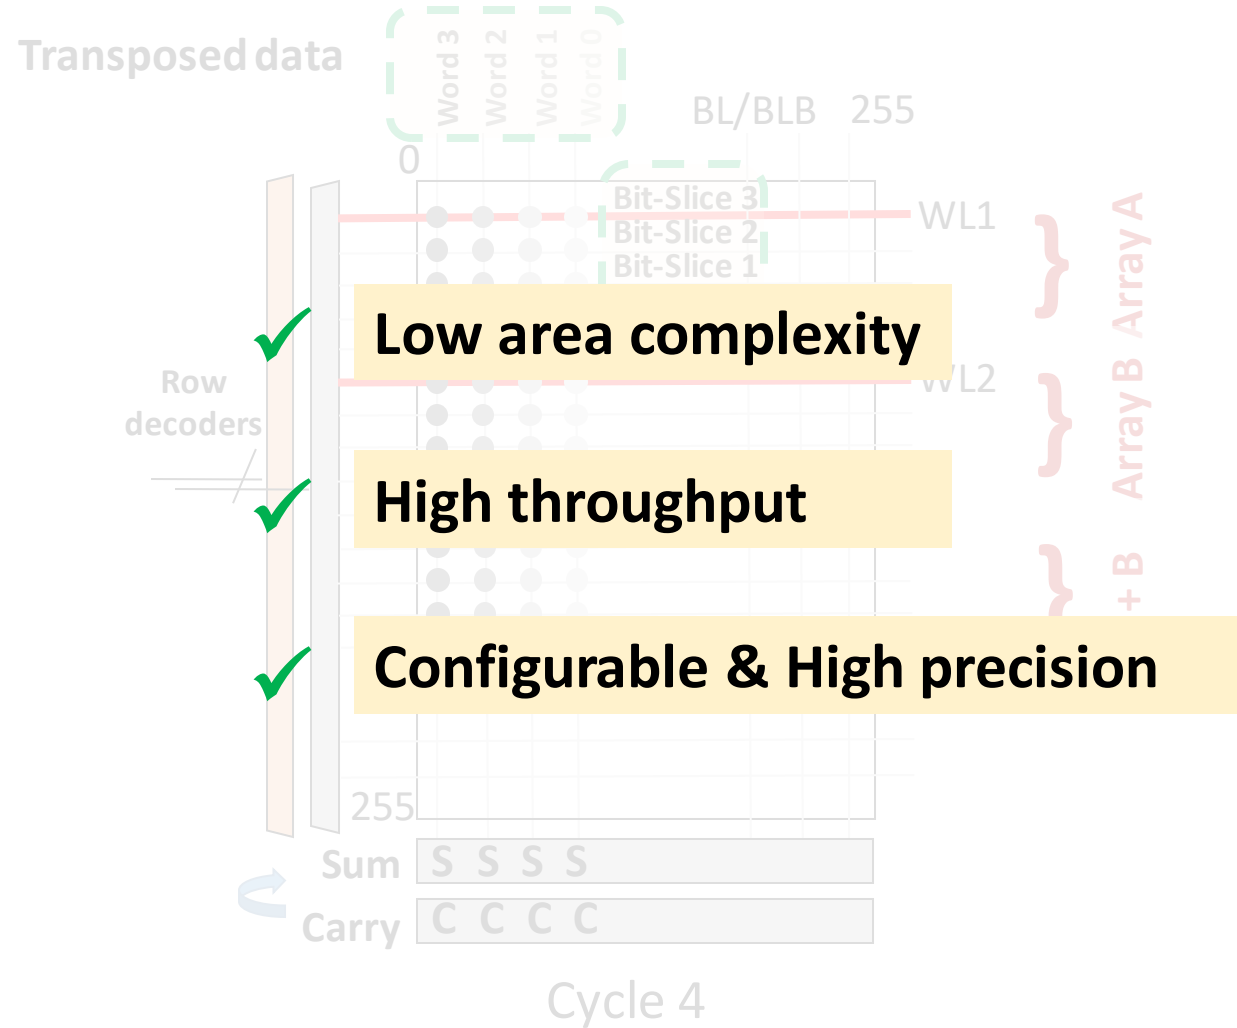 Transposed data
Word 3
Word 2
Word 1
Word 0
BL/BLB
255
0
Bit-Slice 3
Bit-Slice 2
Bit-Slice 1
WL1
Array A
Low area complexity
WL2
Row
decoders
Array B
High throughput
+ B
Configurable & High precision
255
Sum
S S S S
Carry
C C C C
Cycle 4